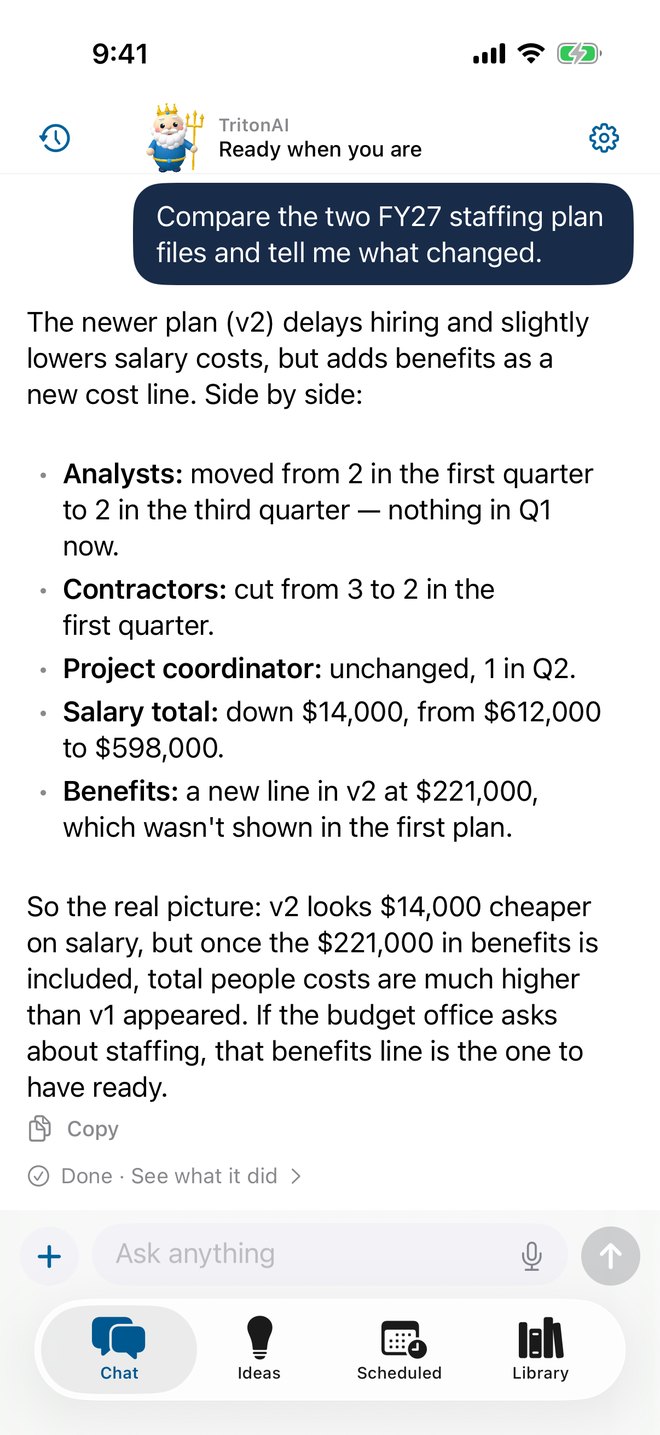 9:41
TritonAI
Ready when you are
Compare the two FY27 staffing plan
files and tell me what changed.
The newer plan (v2) delays hiring and slightly
lowers salary costs, but adds benefits as a
new cost line. Side by side:
• Analysts: moved from 2 in the first quarter
to 2 in the third quarter — nothing in Q1
now.
• Contractors: cut from 3 to 2 in the
first quarter.
• Project coordinator: unchanged, 1 in Q2.
• Salary total: down $14,000, from $612,000
to $598,000.
• Benefits: a new line in v2 at $221,000,
which wasn't shown in the first plan.
So the real picture: v2 looks $14,000 cheaper
on salary, but once the $221,000 in benefits is
included, total people costs are much higher
than v1 appeared. If the budget office asks
about staffing, that benefits line is the one to
have ready.
Copy
Done · See what it did
Ask anything
Chat
Ideas
Scheduled
Library